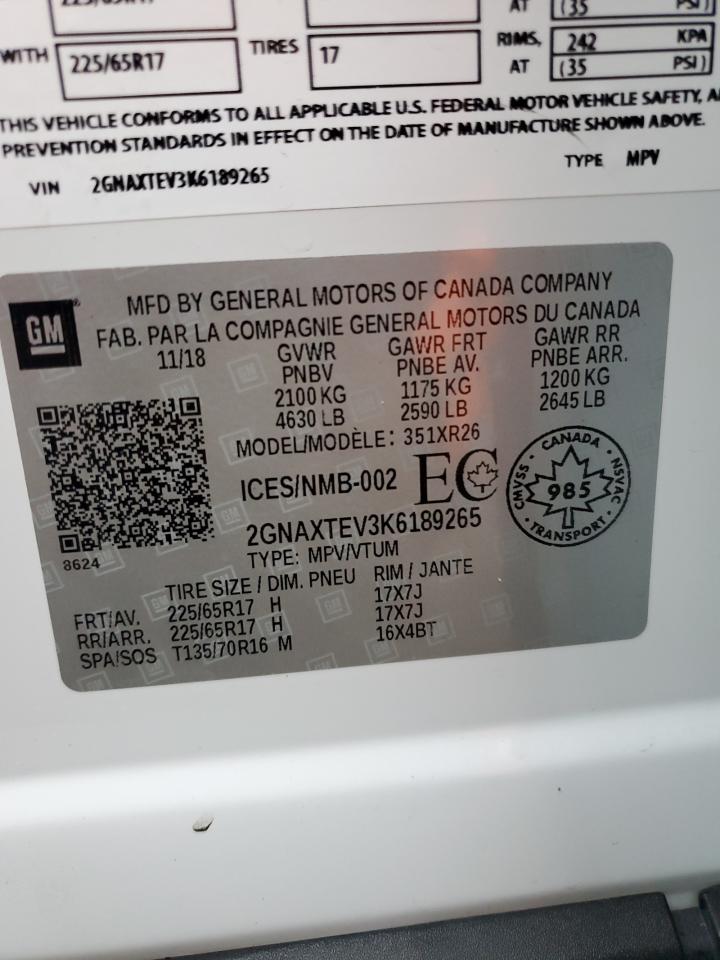 AT (35 PSI)
WITH 225/65R17 TIRES 17 RIMS, 242 KPA
AT (35 PSI)
THIS VEHICLE CONFORMS TO ALL APPLICABLE U.S. FEDERAL MOTOR VEHICLE SAFETY,
PREVENTION STANDARDS IN EFFECT ON THE DATE OF MANUFACTURE SHOWN ABOVE.
VIN 2GNAXTEV3K6189265 TYPE MPV
GM
MFD BY GENERAL MOTORS OF CANADA COMPANY
FAB. PAR LA COMPAGNIE GENERAL MOTORS DU CANADA
11/18 GVWR GAWR FRT GAWR RR
PNBV PNBE AV. PNBE ARR.
2100 KG 1175 KG 1200 KG
4630 LB 2590 LB 2645 LB
MODEL/MODÈLE: 351XR26
ICES/NMB-002 EC
CANADA
CMVSS 985 NSVAC
TRANSPORT
2GNAXTEV3K6189265
8624
TYPE: MPV/VTUM
TIRE SIZE / DIM. PNEU RIM / JANTE
FRT/AV. 225/65R17 H 17X7J
RR/ARR. 225/65R17 H 17X7J
SPA/SOS T135/70R16 M 16X4BT